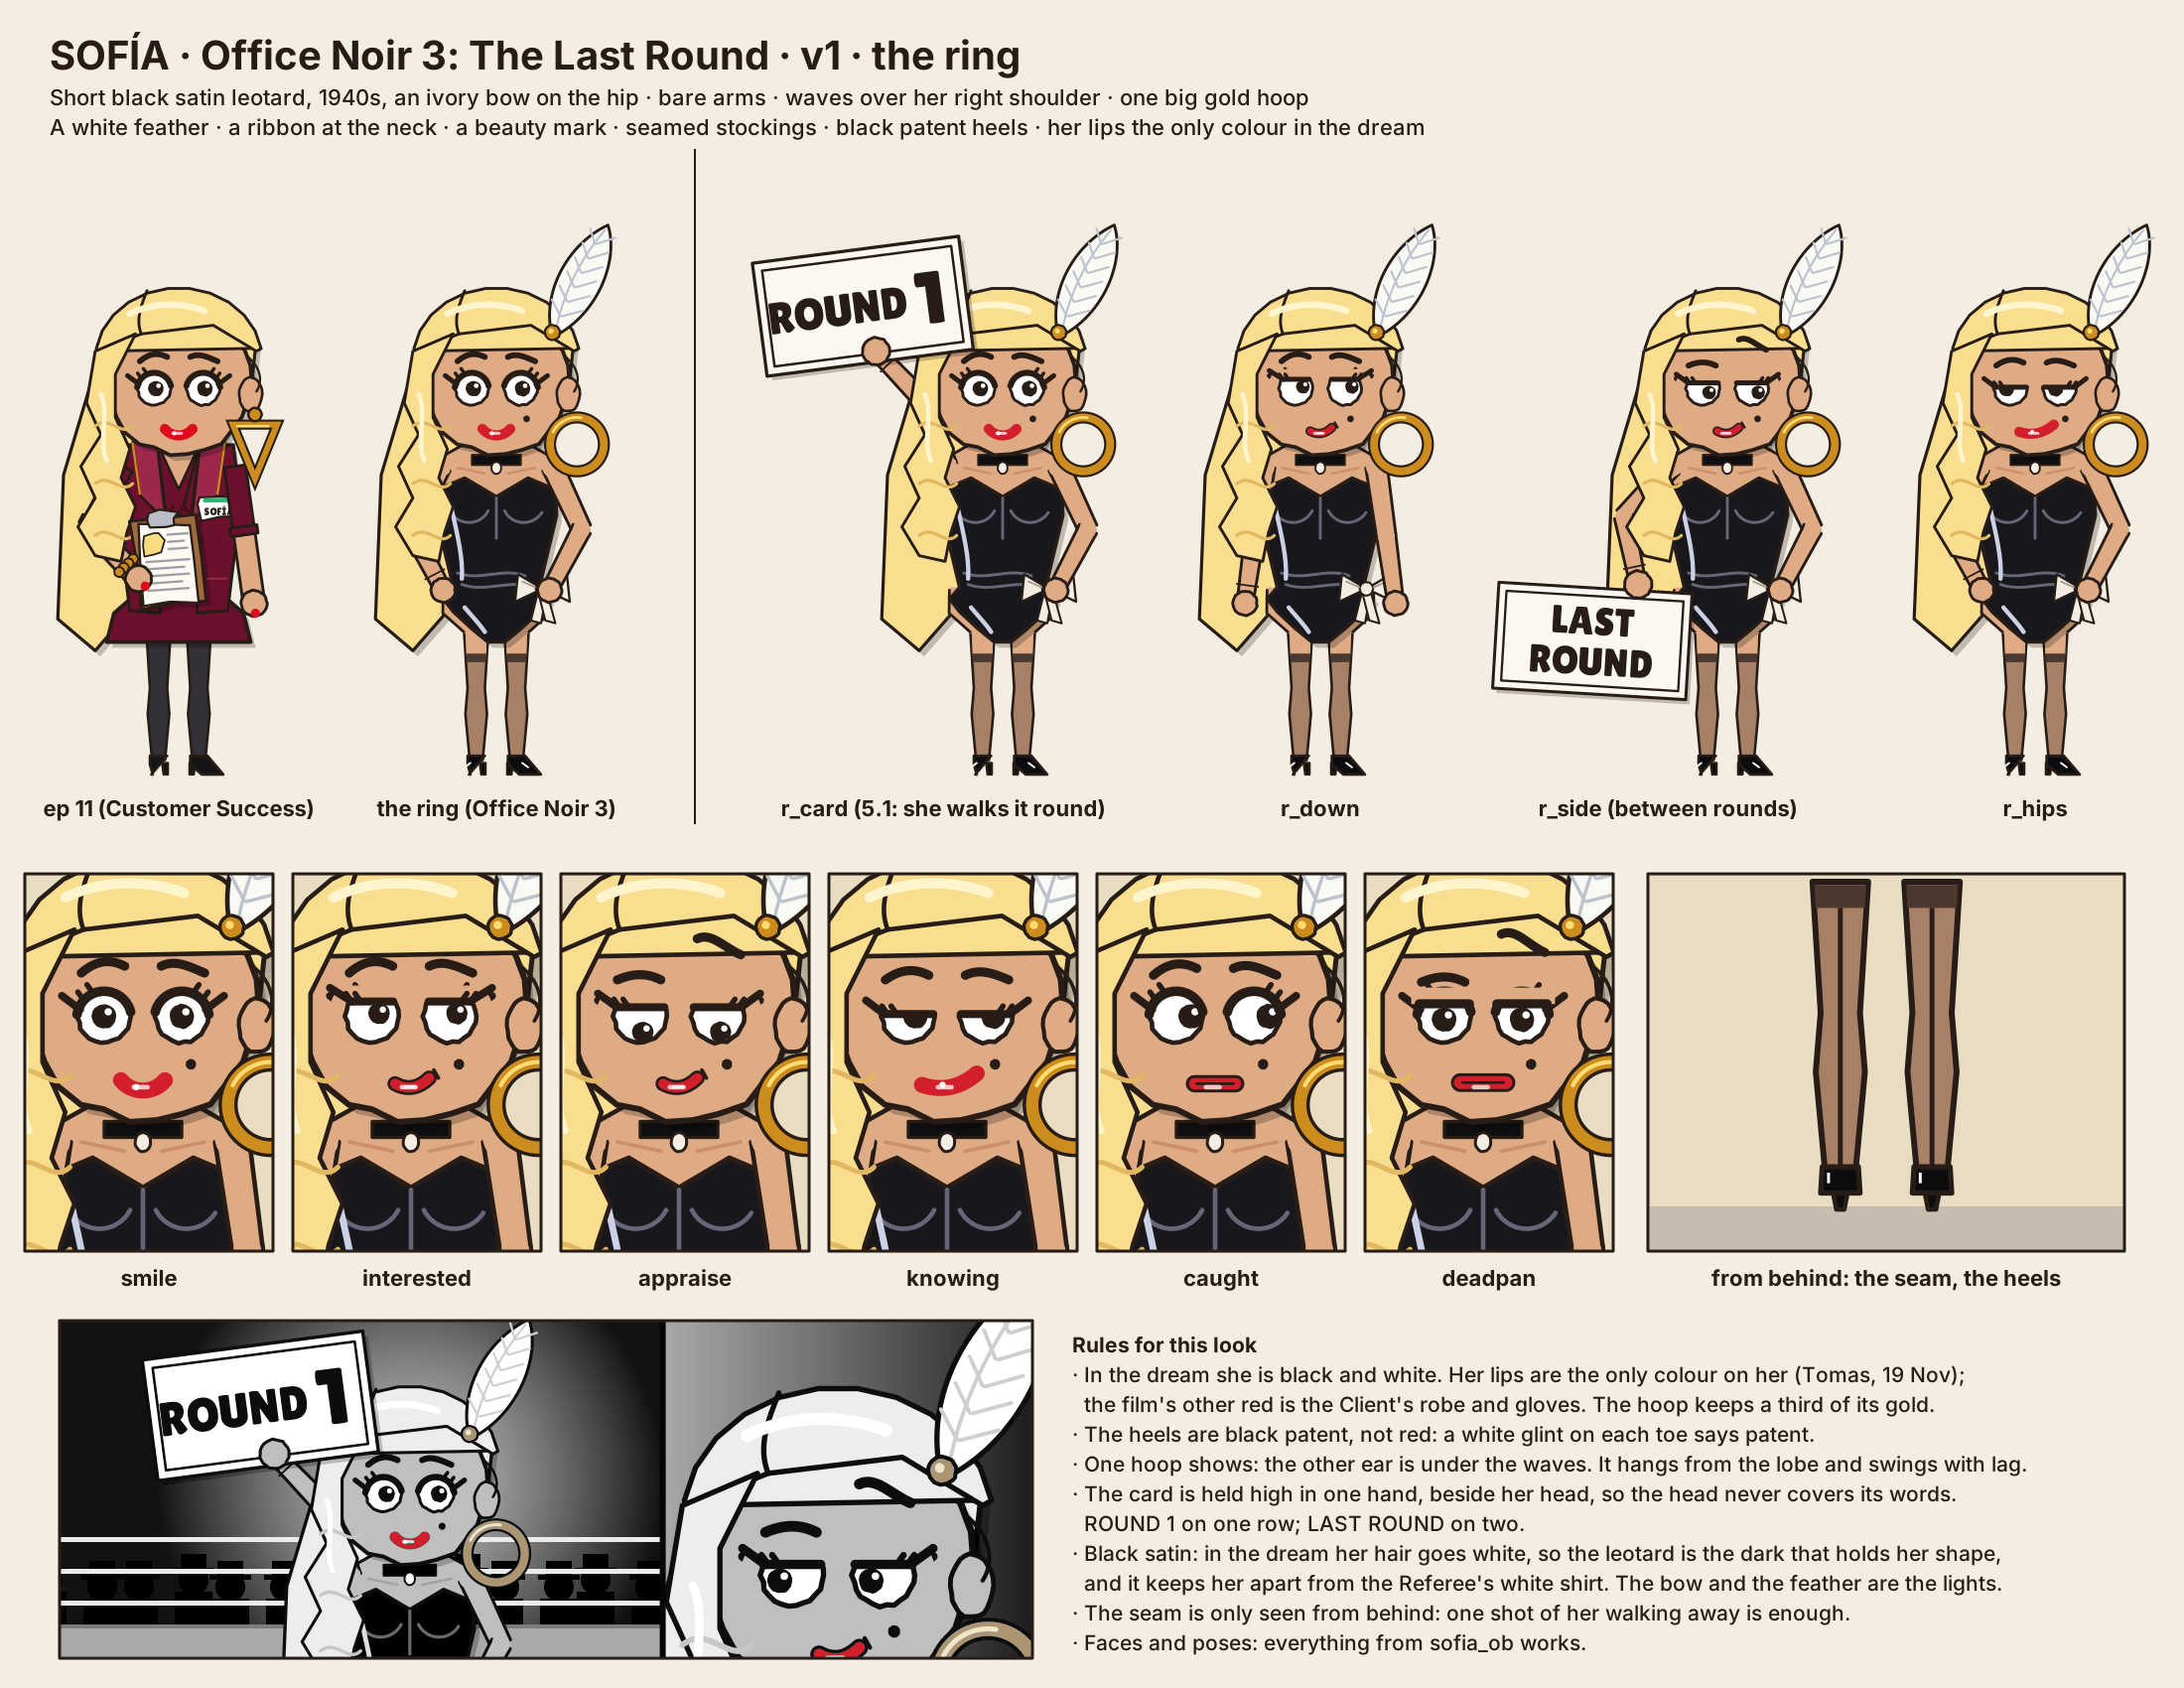 SOFÍA · Office Noir 3: The Last Round · v1 · the ring
Short black satin leotard, 1940s, an ivory bow on the hip · bare arms · waves over her right shoulder · one big gold hoop
A white feather · a ribbon at the neck · a beauty mark · seamed stockings · black patent heels · her lips the only colour in the dream
ROUND 1
SOFÍA
LAST
ROUND
ep 11 (Customer Success)
the ring (Office Noir 3)
r_card (5.1: she walks it round)
r_down
r_side (between rounds)
r_hips
smile
interested
appraise
knowing
caught
deadpan
from behind: the seam, the heels
ROUND 1
Rules for this look
· In the dream she is black and white. Her lips are the only colour on her (Tomas, 19 Nov);
the film's other red is the Client's robe and gloves. The hoop keeps a third of its gold.
· The heels are black patent, not red: a white glint on each toe says patent.
· One hoop shows: the other ear is under the waves. It hangs from the lobe and swings with lag.
· The card is held high in one hand, beside her head, so the head never covers its words.
ROUND 1 on one row; LAST ROUND on two.
· Black satin: in the dream her hair goes white, so the leotard is the dark that holds her shape,
and it keeps her apart from the Referee's white shirt. The bow and the feather are the lights.
· The seam is only seen from behind: one shot of her walking away is enough.
· Faces and poses: everything from sofia_ob works.